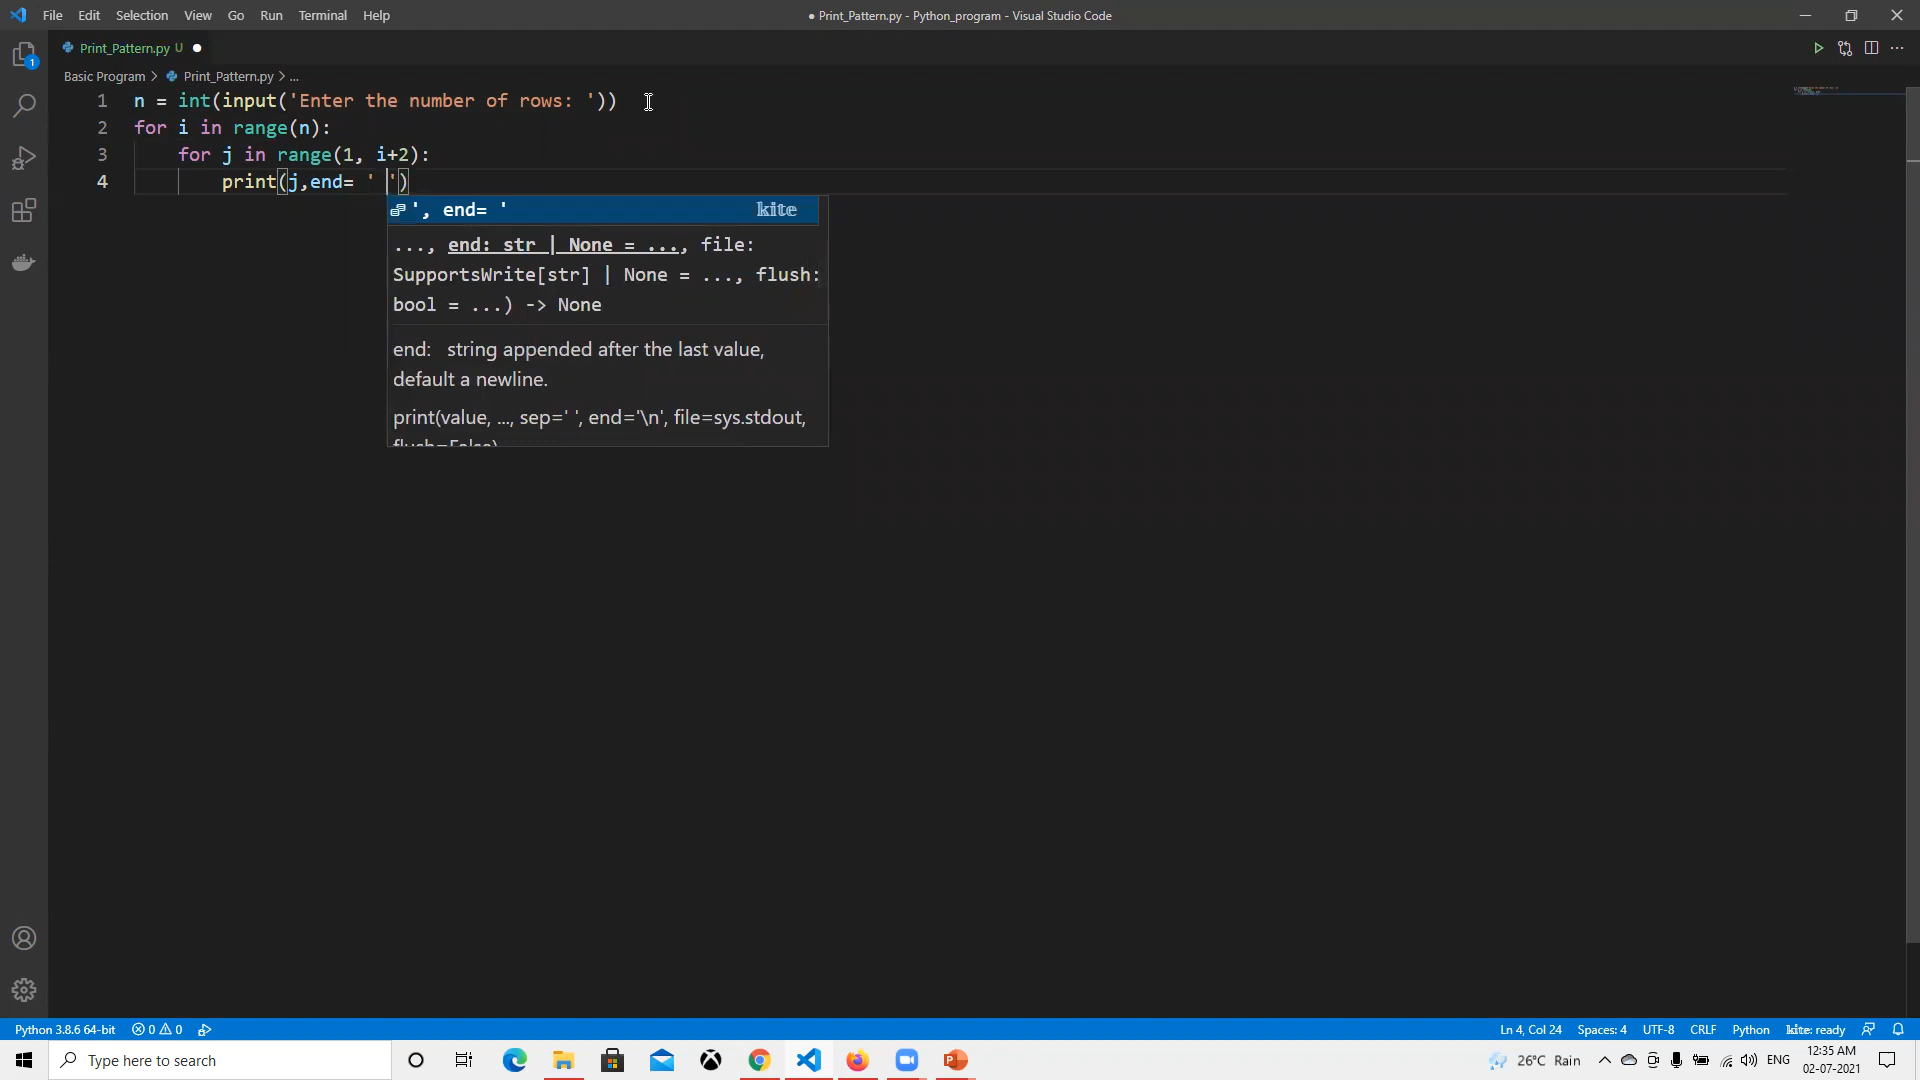 File Edit Selection View Go Run Terminal Help
● Print_Pattern.py - Python_program - Visual Studio Code
Print_Pattern.py U
Basic Program > Print_Pattern.py > ...
1 n = int(input('Enter the number of rows: '))
2 for i in range(n):
3 for j in range(1, i+2):
4 print(j,end= ' ')
', end= ' kite
..., end: str | None = ..., file:
SupportsWrite[str] | None = ..., flush:
bool = ...) -> None
end: string appended after the last value,
default a newline.
print(value, ..., sep=' ', end='\n', file=sys.stdout,
flush=False)
1
Python 3.8.6 64-bit 0 0 Ln 4, Col 24 Spaces: 4 UTF-8 CRLF Python kite: ready
Type here to search 26°C Rain ENG 12:35 AM
02-07-2021